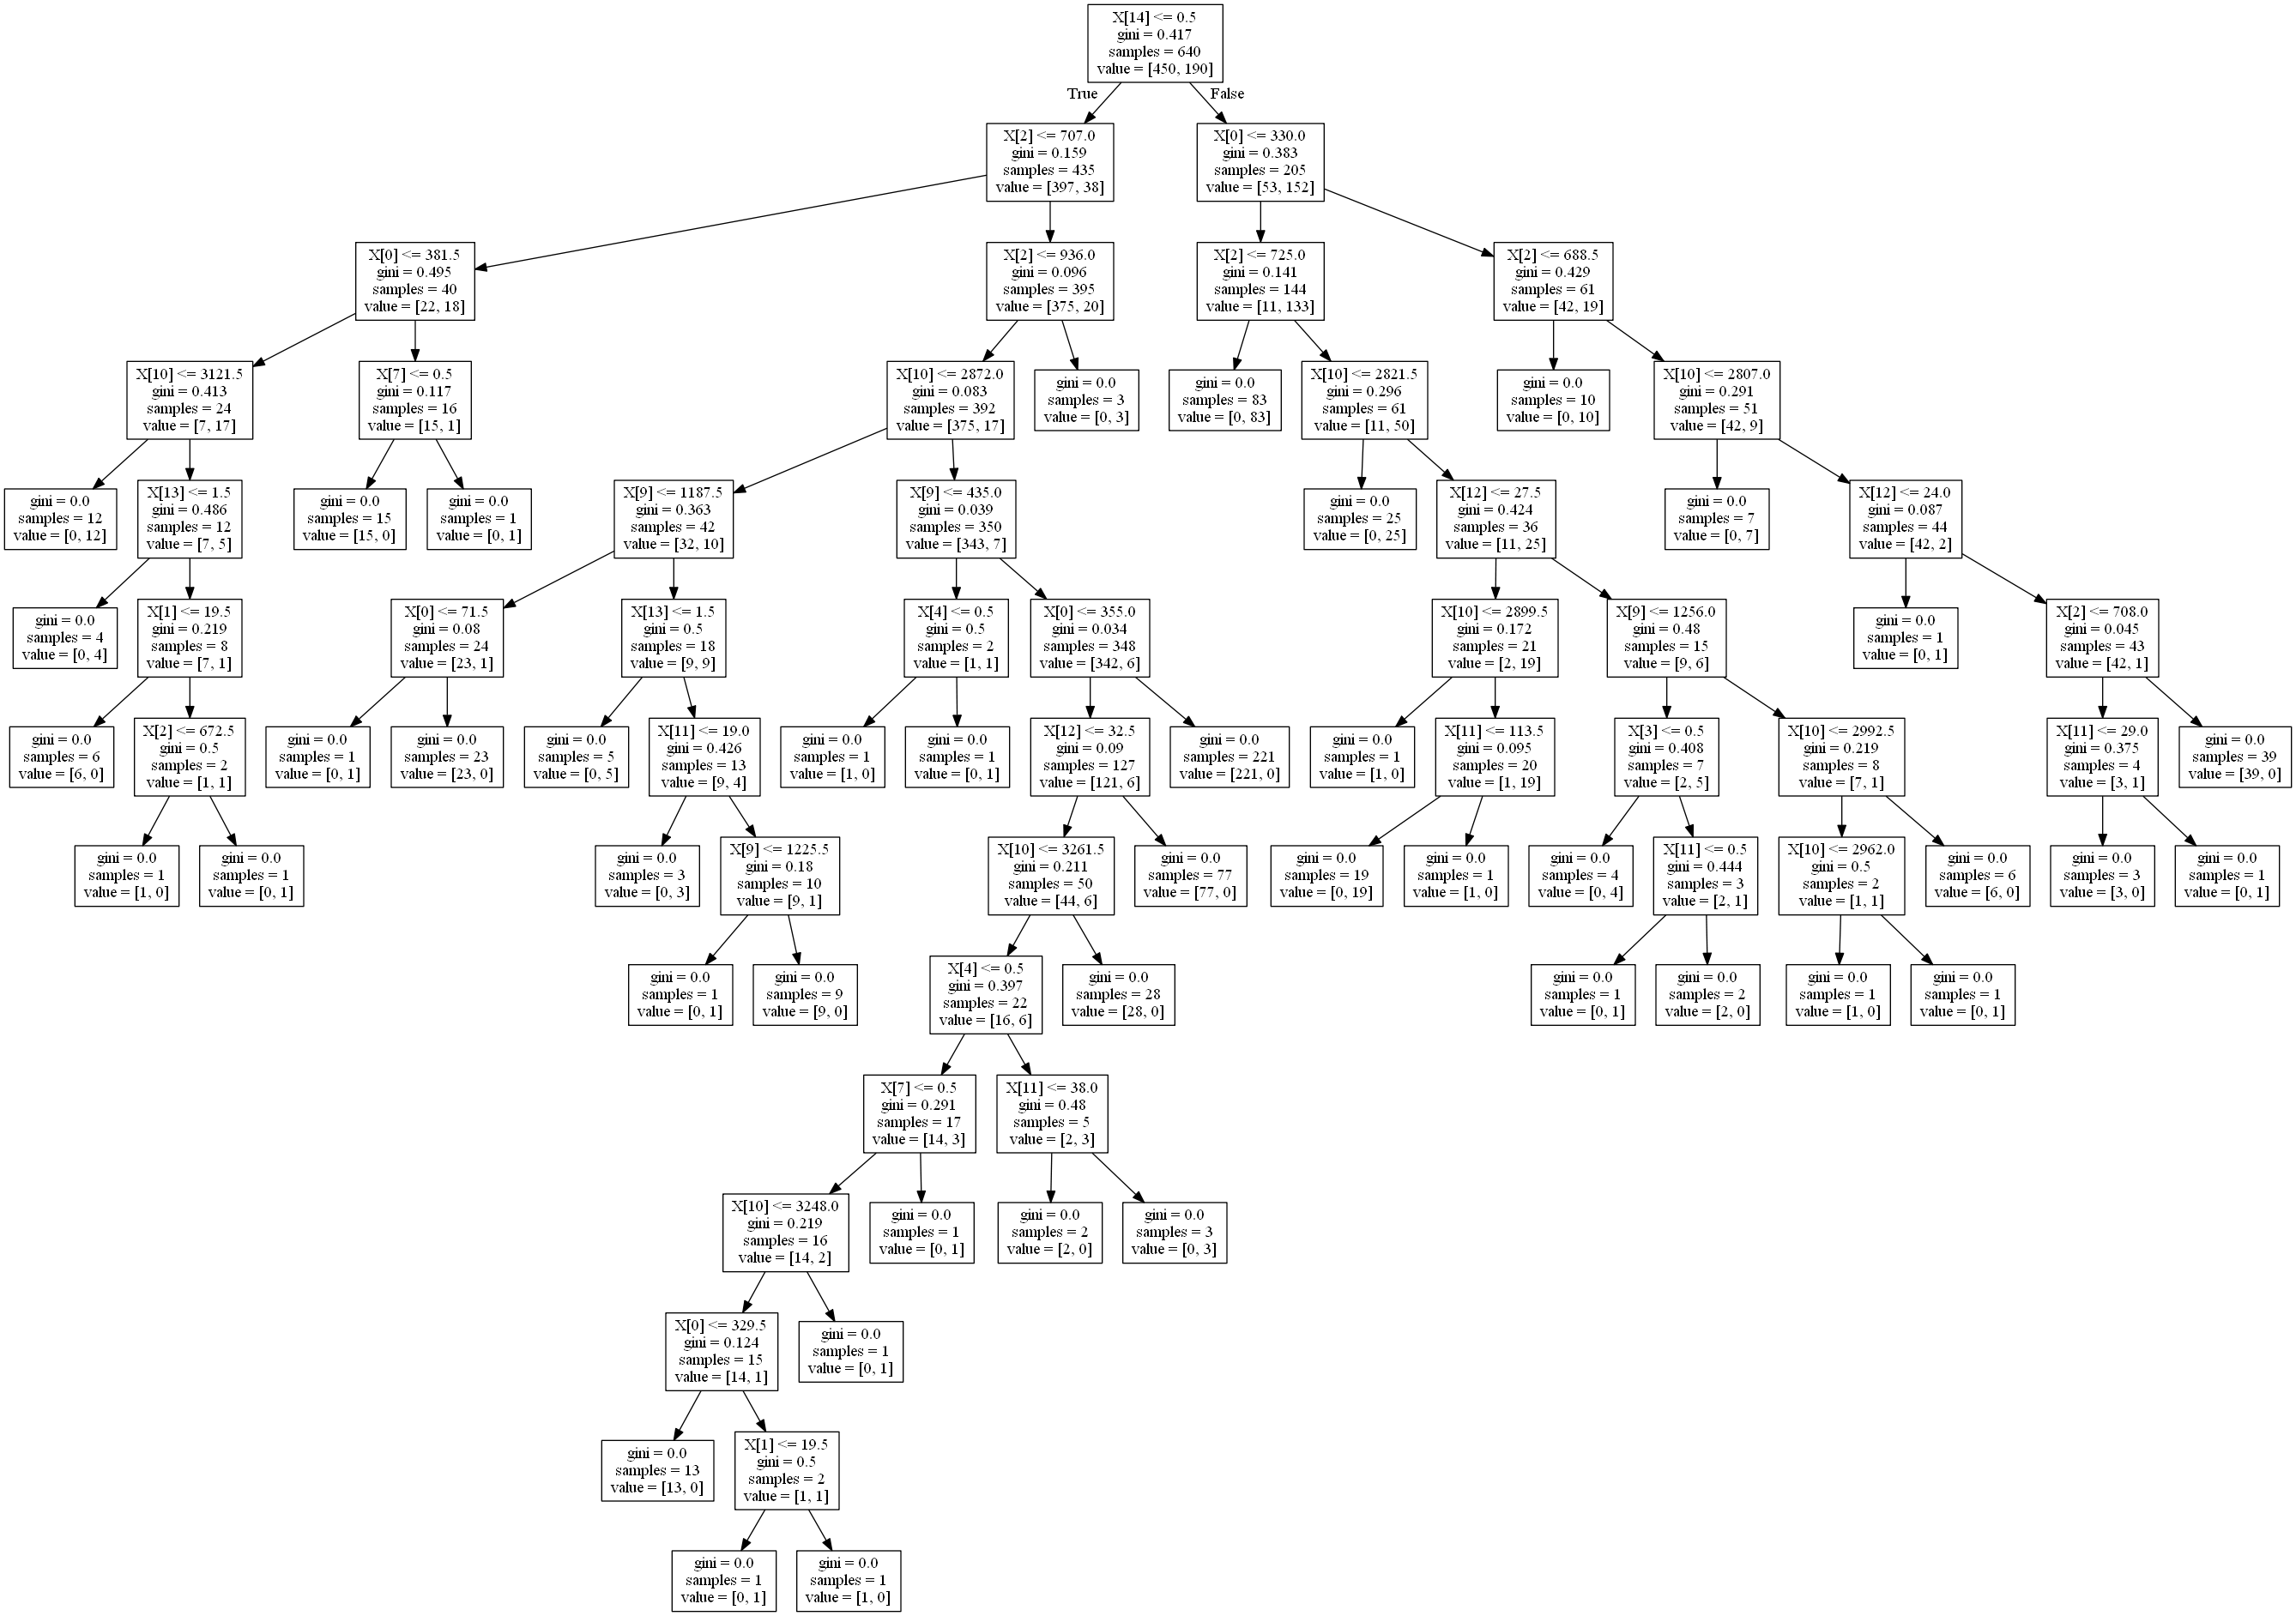 X[14] <= 0.5
gini = 0.417
samples = 640
value = [450, 190]
True
False
X[2] <= 707.0
gini = 0.159
samples = 435
value = [397, 38]
X[0] <= 330.0
gini = 0.383
samples = 205
value = [53, 152]
X[0] <= 381.5
gini = 0.495
samples = 40
value = [22, 18]
X[2] <= 936.0
gini = 0.096
samples = 395
value = [375, 20]
X[2] <= 725.0
gini = 0.141
samples = 144
value = [11, 133]
X[2] <= 688.5
gini = 0.429
samples = 61
value = [42, 19]
X[10] <= 3121.5
gini = 0.413
samples = 24
value = [7, 17]
X[7] <= 0.5
gini = 0.117
samples = 16
value = [15, 1]
X[10] <= 2872.0
gini = 0.083
samples = 392
value = [375, 17]
gini = 0.0
samples = 3
value = [0, 3]
gini = 0.0
samples = 83
value = [0, 83]
X[10] <= 2821.5
gini = 0.296
samples = 61
value = [11, 50]
gini = 0.0
samples = 10
value = [0, 10]
X[10] <= 2807.0
gini = 0.291
samples = 51
value = [42, 9]
gini = 0.0
samples = 12
value = [0, 12]
X[13] <= 1.5
gini = 0.486
samples = 12
value = [7, 5]
gini = 0.0
samples = 15
value = [15, 0]
gini = 0.0
samples = 1
value = [0, 1]
X[9] <= 1187.5
gini = 0.363
samples = 42
value = [32, 10]
X[9] <= 435.0
gini = 0.039
samples = 350
value = [343, 7]
gini = 0.0
samples = 25
value = [0, 25]
X[12] <= 27.5
gini = 0.424
samples = 36
value = [11, 25]
gini = 0.0
samples = 7
value = [0, 7]
X[12] <= 24.0
gini = 0.087
samples = 44
value = [42, 2]
gini = 0.0
samples = 4
value = [0, 4]
X[1] <= 19.5
gini = 0.219
samples = 8
value = [7, 1]
X[0] <= 71.5
gini = 0.08
samples = 24
value = [23, 1]
X[13] <= 1.5
gini = 0.5
samples = 18
value = [9, 9]
X[4] <= 0.5
gini = 0.5
samples = 2
value = [1, 1]
X[0] <= 355.0
gini = 0.034
samples = 348
value = [342, 6]
X[10] <= 2899.5
gini = 0.172
samples = 21
value = [2, 19]
X[9] <= 1256.0
gini = 0.48
samples = 15
value = [9, 6]
gini = 0.0
samples = 1
value = [0, 1]
X[2] <= 708.0
gini = 0.045
samples = 43
value = [42, 1]
gini = 0.0
samples = 6
value = [6, 0]
X[2] <= 672.5
gini = 0.5
samples = 2
value = [1, 1]
gini = 0.0
samples = 1
value = [0, 1]
gini = 0.0
samples = 23
value = [23, 0]
gini = 0.0
samples = 5
value = [0, 5]
X[11] <= 19.0
gini = 0.426
samples = 13
value = [9, 4]
gini = 0.0
samples = 1
value = [1, 0]
gini = 0.0
samples = 1
value = [0, 1]
X[12] <= 32.5
gini = 0.09
samples = 127
value = [121, 6]
gini = 0.0
samples = 221
value = [221, 0]
gini = 0.0
samples = 1
value = [1, 0]
X[11] <= 113.5
gini = 0.095
samples = 20
value = [1, 19]
X[3] <= 0.5
gini = 0.408
samples = 7
value = [2, 5]
X[10] <= 2992.5
gini = 0.219
samples = 8
value = [7, 1]
X[11] <= 29.0
gini = 0.375
samples = 4
value = [3, 1]
gini = 0.0
samples = 39
value = [39, 0]
gini = 0.0
samples = 1
value = [1, 0]
gini = 0.0
samples = 1
value = [0, 1]
gini = 0.0
samples = 3
value = [0, 3]
X[9] <= 1225.5
gini = 0.18
samples = 10
value = [9, 1]
X[10] <= 3261.5
gini = 0.211
samples = 50
value = [44, 6]
gini = 0.0
samples = 77
value = [77, 0]
gini = 0.0
samples = 19
value = [0, 19]
gini = 0.0
samples = 1
value = [1, 0]
gini = 0.0
samples = 4
value = [0, 4]
X[11] <= 0.5
gini = 0.444
samples = 3
value = [2, 1]
X[10] <= 2962.0
gini = 0.5
samples = 2
value = [1, 1]
gini = 0.0
samples = 6
value = [6, 0]
gini = 0.0
samples = 3
value = [3, 0]
gini = 0.0
samples = 1
value = [0, 1]
gini = 0.0
samples = 1
value = [0, 1]
gini = 0.0
samples = 9
value = [9, 0]
X[4] <= 0.5
gini = 0.397
samples = 22
value = [16, 6]
gini = 0.0
samples = 28
value = [28, 0]
gini = 0.0
samples = 1
value = [0, 1]
gini = 0.0
samples = 2
value = [2, 0]
gini = 0.0
samples = 1
value = [1, 0]
gini = 0.0
samples = 1
value = [0, 1]
X[7] <= 0.5
gini = 0.291
samples = 17
value = [14, 3]
X[11] <= 38.0
gini = 0.48
samples = 5
value = [2, 3]
X[10] <= 3248.0
gini = 0.219
samples = 16
value = [14, 2]
gini = 0.0
samples = 1
value = [0, 1]
gini = 0.0
samples = 2
value = [2, 0]
gini = 0.0
samples = 3
value = [0, 3]
X[0] <= 329.5
gini = 0.124
samples = 15
value = [14, 1]
gini = 0.0
samples = 1
value = [0, 1]
gini = 0.0
samples = 13
value = [13, 0]
X[1] <= 19.5
gini = 0.5
samples = 2
value = [1, 1]
gini = 0.0
samples = 1
value = [0, 1]
gini = 0.0
samples = 1
value = [1, 0]